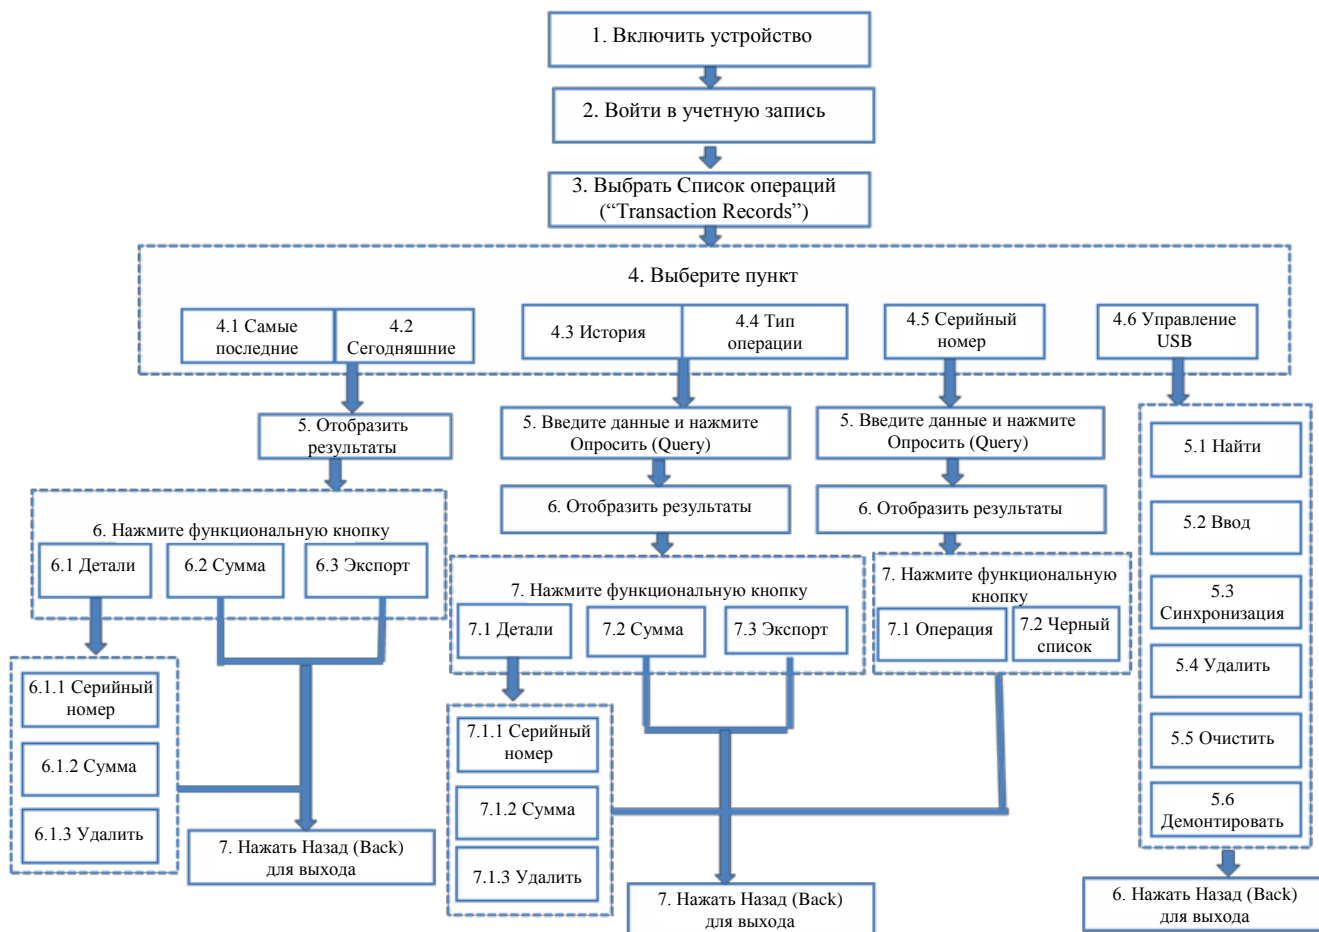 1. Включить устройство
2. Войти в учетную запись
3. Выбрать Список операций
(“Transaction Records”)
4. Выберите пункт
4.1 Самые
последние
4.2
Сегодняшние
4.3 История
4.4 Тип
операции
4.5 Серийный
номер
4.6 Управление
USB
5. Отобразить
результаты
5. Введите данные и нажмите
Опросить (Query)
5. Введите данные и нажмите
Опросить (Query)
5.1 Найти
5.2 Ввод
5.3
Синхронизация
5.4 Удалить
5.5 Очистить
5.6
Демонтировать
6. Нажмите функциональную кнопку
6.1 Детали
6.2 Сумма
6.3 Экспорт
6. Отобразить результаты
6. Отобразить результаты
7. Нажмите функциональную кнопку
7.1 Детали
7.2 Сумма
7.3 Экспорт
7. Нажмите функциональную
кнопку
7.1 Операция
7.2 Черный
список
6.1.1 Серийный
номер
6.1.2 Сумма
6.1.3 Удалить
7. Нажать Назад (Back)
для выхода
7.1.1 Серийный
номер
7.1.2 Сумма
7.1.3 Удалить
7. Нажать Назад (Back)
для выхода
6. Нажать Назад (Back)
для выхода